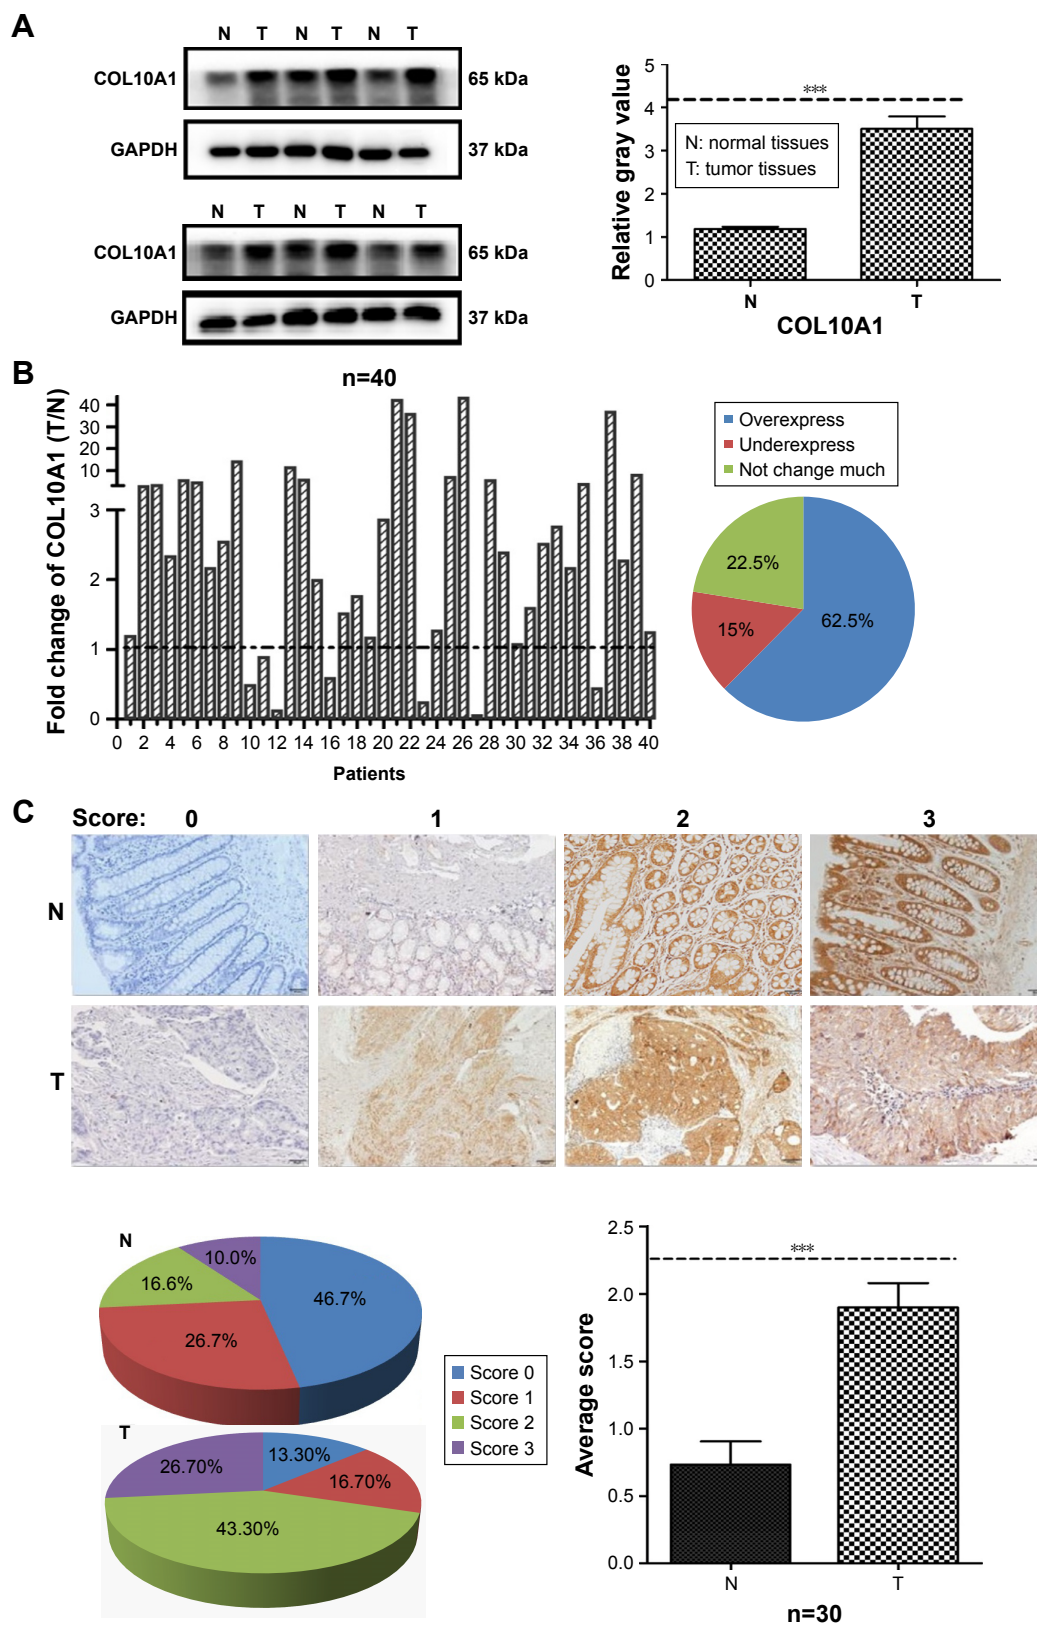 A
N T N T N T
COL10A1 65 kDa
GAPDH 37 kDa
N T N T N T
COL10A1 65 kDa
GAPDH 37 kDa
Relative gray value
5
4
3
2
1
0
***
N: normal tissues
T: tumor tissues
N T
COL10A1
B
n=40
Fold change of COL10A1 (T/N)
40
30
20
10
3
2
1
0
0 2 4 6 8 10 12 14 16 18 20 22 24 26 28 30 32 34 36 38 40
Patients
Overexpress
Underexpress
Not change much
22.5%
15%
62.5%
C
Score: 0 1 2 3
N
T
N
10.0%
16.6%
46.7%
26.7%
Score 0
Score 1
Score 2
Score 3
T
13.30%
26.70%
16.70%
43.30%
Average score
2.5
2.0
1.5
1.0
0.5
0.0
***
N T
n=30